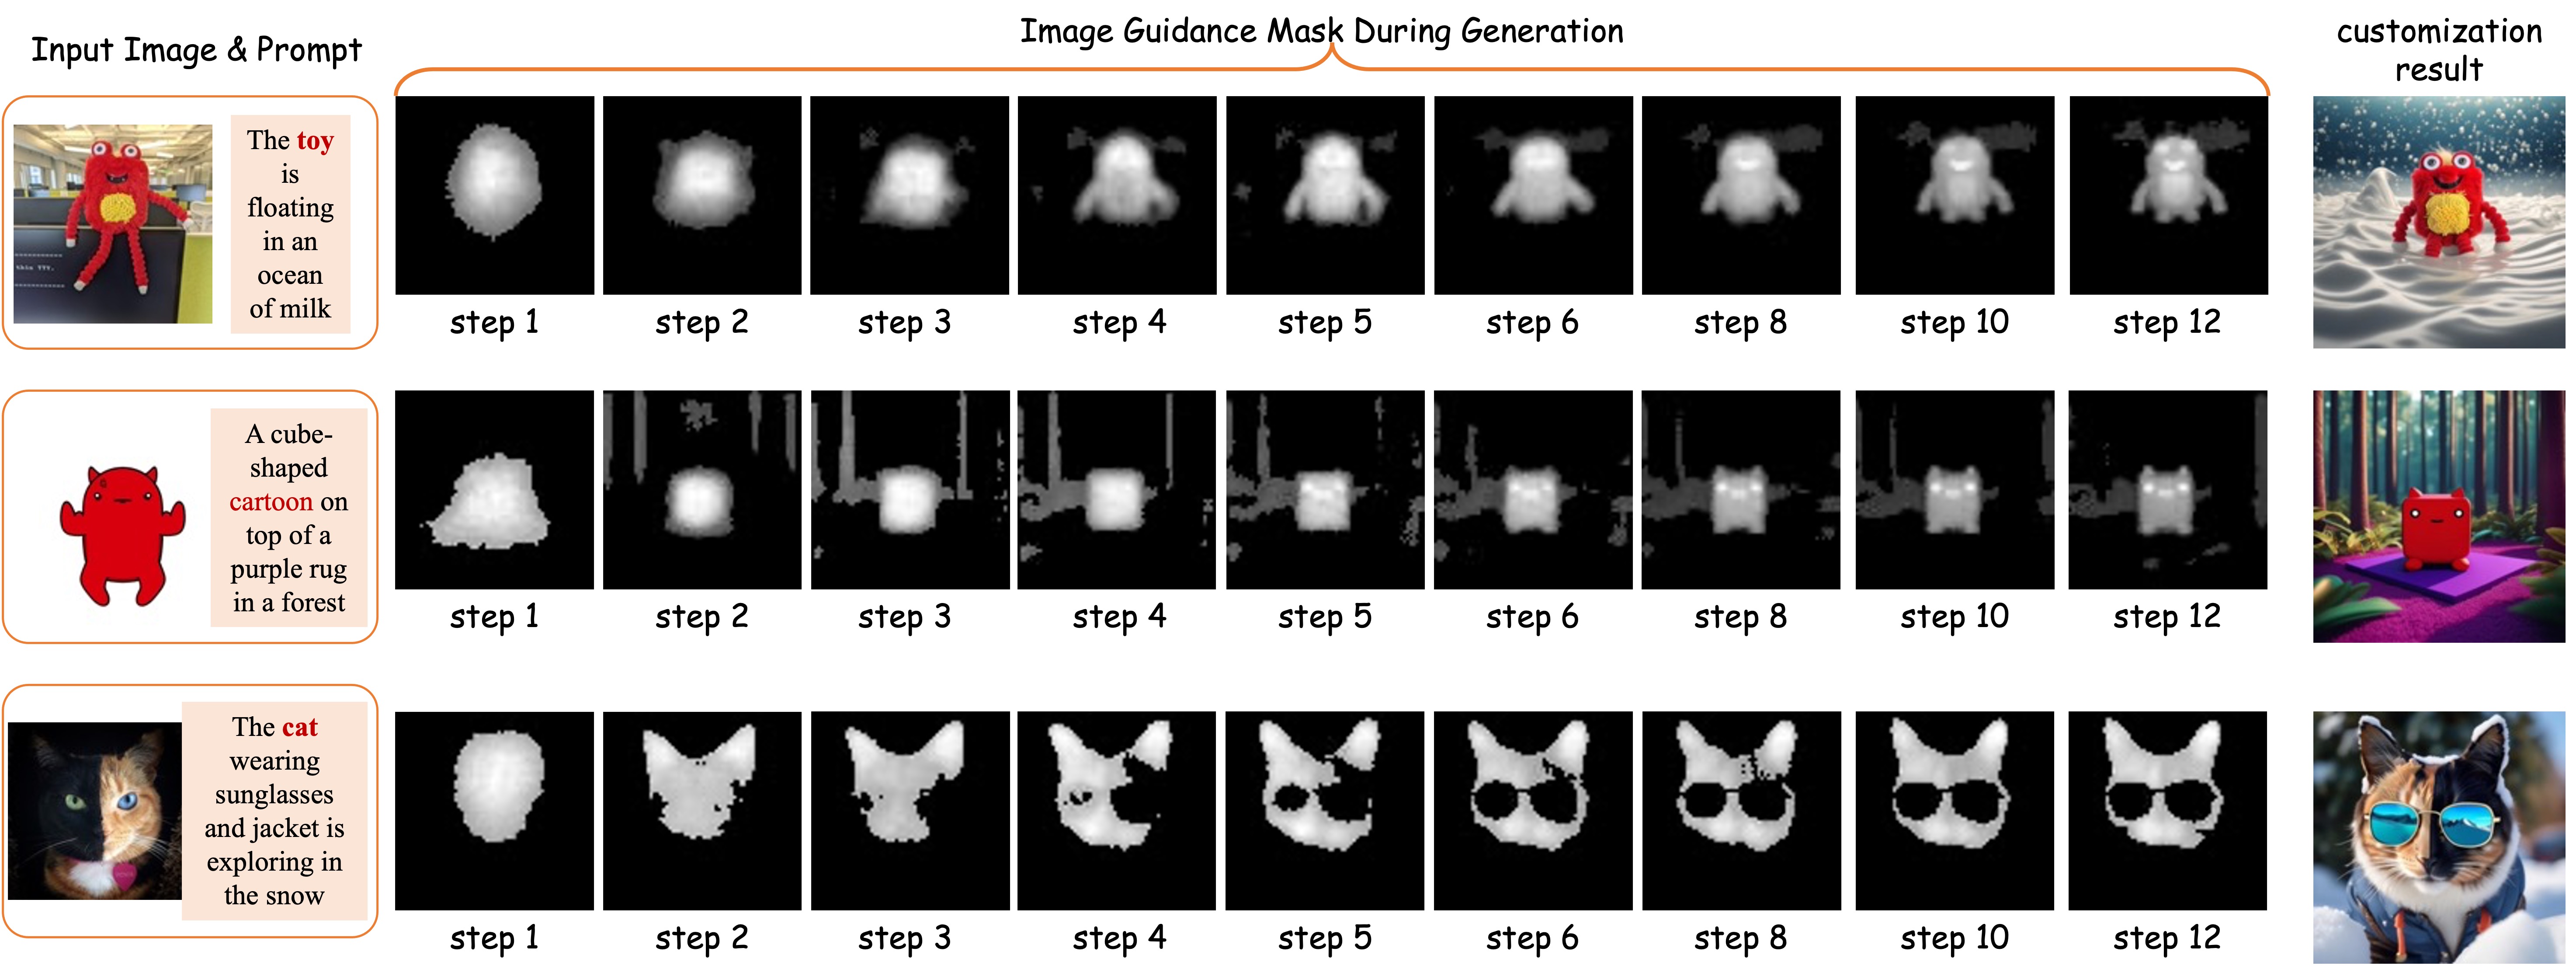 Input Image & Prompt
Image Guidance Mask During Generation
customization
result
The toy
is
floating
in an
ocean
of milk
this TTY.
step 1
step 2
step 3
step 4
step 5
step 6
step 8
step 10
step 12
A cube-
shaped
cartoon on
top of a
purple rug
in a forest
step 1
step 2
step 3
step 4
step 5
step 6
step 8
step 10
step 12
The cat
wearing
sunglasses
and jacket is
exploring in
the snow
step 1
step 2
step 3
step 4
step 5
step 6
step 8
step 10
step 12